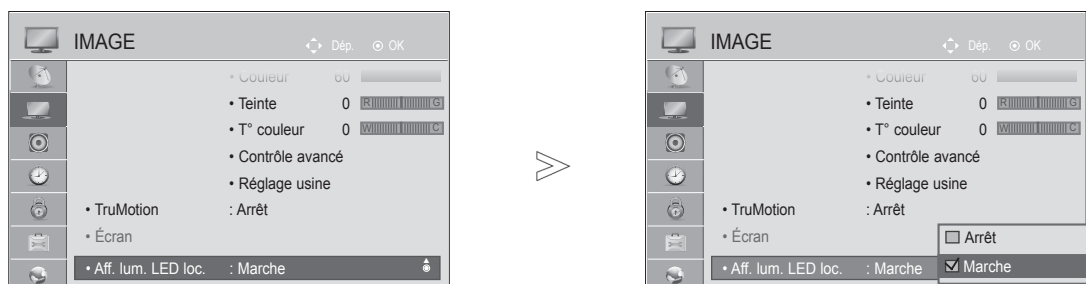 IMAGE
Dép. OK
• Couleur 60
• Teinte 0 R G
• T° couleur 0 W C
• Contrôle avancé
• Réglage usine
• TruMotion : Arrêt
• Écran
• Aff. lum. LED loc. : Marche
IMAGE
Dép. OK
• Couleur 60
• Teinte 0 R G
• T° couleur 0 W C
• Contrôle avancé
• Réglage usine
• TruMotion : Arrêt
• Écran
Arrêt
• Aff. lum. LED loc. : Marche
Marche